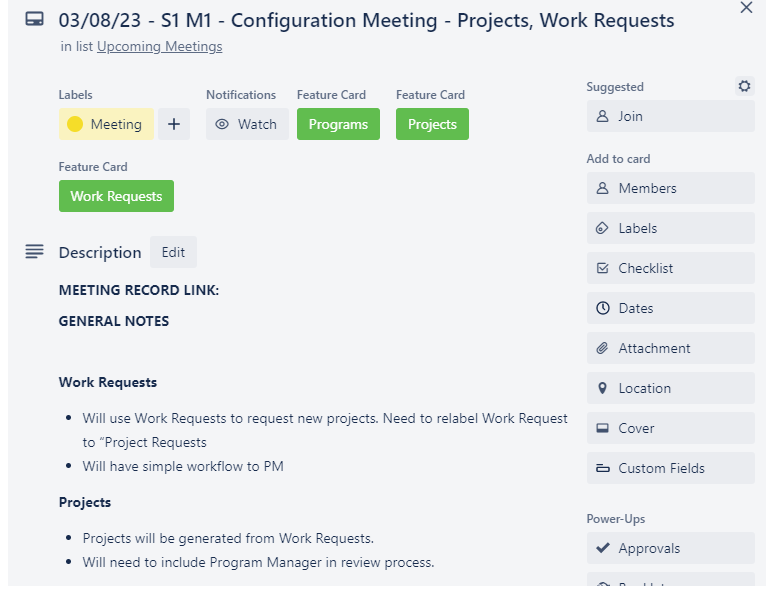 03/08/23 - S1 M1 - Configuration Meeting - Projects, Work Requests
in list Upcoming Meetings
Labels
Meeting
+
Notifications
Watch
Feature Card
Programs
Feature Card
Projects
Feature Card
Work Requests
Description
Edit
MEETING RECORD LINK:
GENERAL NOTES
Work Requests
• Will use Work Requests to request new projects. Need to relabel Work Request
to “Project Requests
• Will have simple workflow to PM
Projects
• Projects will be generated from Work Requests.
• Will need to include Program Manager in review process.
Suggested
Join
Add to card
Members
Labels
Checklist
Dates
Attachment
Location
Cover
Custom Fields
Power-Ups
Approvals